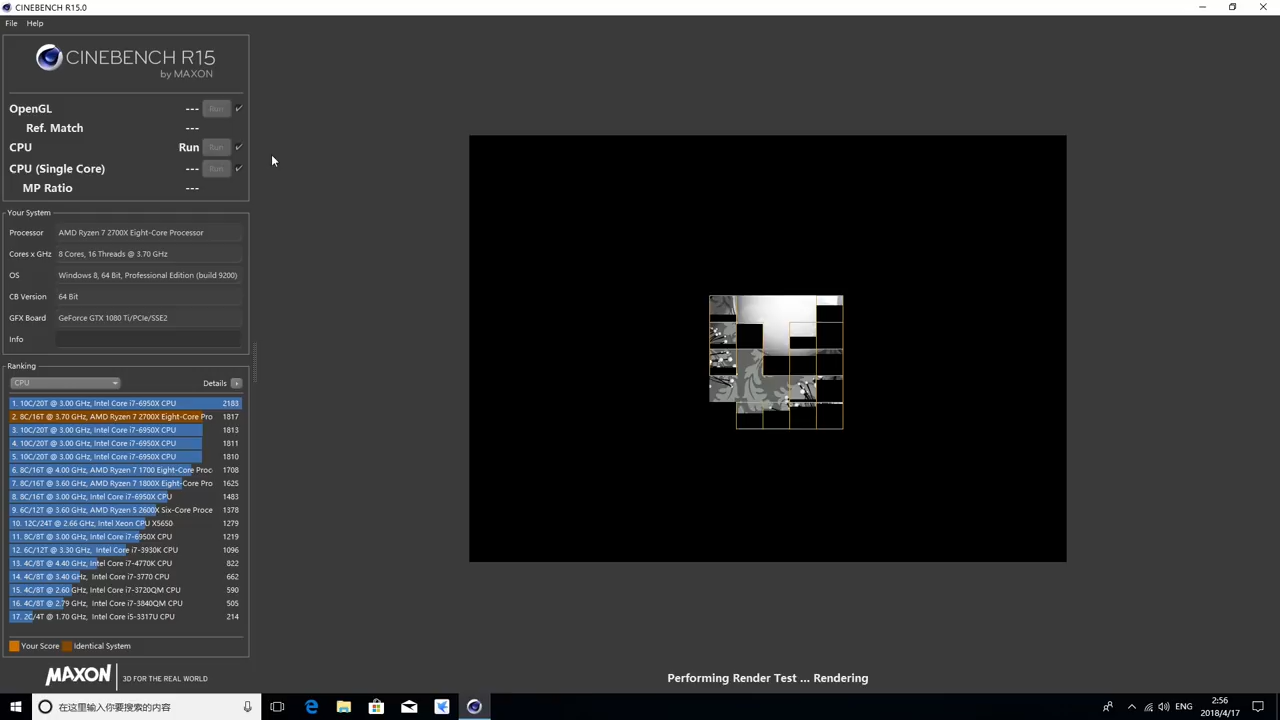 CINEBENCH R15.0
File Help
CINEBENCH R15
by MAXON
OpenGL --- Run
Ref. Match ---
CPU Run Run
CPU (Single Core) --- Run
MP Ratio ---
Your System
Processor AMD Ryzen 7 2700X Eight-Core Processor
Cores x GHz 8 Cores, 16 Threads @ 3.70 GHz
OS Windows 8, 64 Bit, Professional Edition (build 9200)
CB Version 64 Bit
GFX Board GeForce GTX 1080 Ti/PCIe/SSE2
Info
Ranking
CPU Details
1. 10C/20T @ 3.00 GHz, Intel Core i7-6950X CPU 2183
2. 8C/16T @ 3.70 GHz, AMD Ryzen 7 2700X Eight-Core Pro 1817
3. 10C/20T @ 3.00 GHz, Intel Core i7-6950X CPU 1813
4. 10C/20T @ 3.00 GHz, Intel Core i7-6950X CPU 1811
5. 10C/20T @ 3.00 GHz, Intel Core i7-6950X CPU 1810
6. 8C/16T @ 4.00 GHz, AMD Ryzen 7 1700 Eight-Core Proc 1708
7. 8C/16T @ 3.60 GHz, AMD Ryzen 7 1800X Eight-Core Pro 1625
8. 8C/16T @ 3.00 GHz, Intel Core i7-6950X CPU 1483
9. 6C/12T @ 3.60 GHz, AMD Ryzen 5 2600X Six-Core Proce 1378
10. 12C/24T @ 2.66 GHz, Intel Xeon CPU X5650 1279
11. 8C/8T @ 3.00 GHz, Intel Core i7-6950X CPU 1219
12. 6C/12T @ 3.30 GHz, Intel Core i7-3930K CPU 1096
13. 4C/8T @ 4.40 GHz, Intel Core i7-4770K CPU 822
14. 4C/8T @ 3.40 GHz, Intel Core i7-3770 CPU 662
15. 4C/8T @ 2.60 GHz, Intel Core i7-3720QM CPU 590
16. 4C/8T @ 2.79 GHz, Intel Core i7-3840QM CPU 505
17. 2C/4T @ 1.70 GHz, Intel Core i5-3317U CPU 214
Your Score Identical System
MAXON 3D FOR THE REAL WORLD
Performing Render Test ... Rendering
在这里输入你要搜索的内容
ENG
2:56
2018/4/17